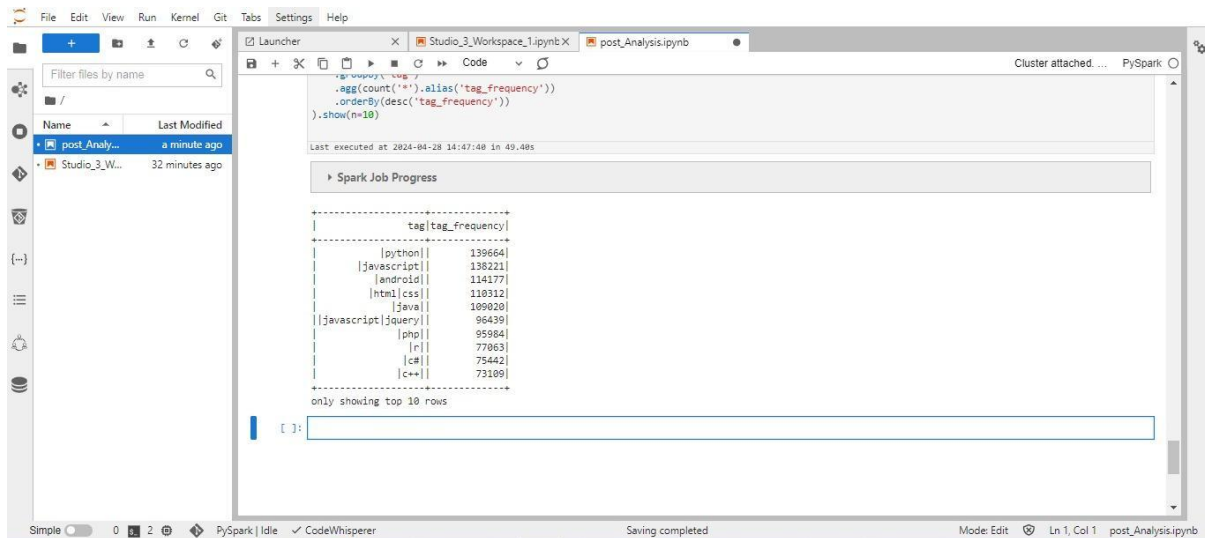 File Edit View Run Kernel Git Tabs Settings Help
Filter files by name
/
Name Last Modified
post_Analy... a minute ago
Studio_3_W... 32 minutes ago
Launcher Studio_3_Workspace_1.ipynb post_Analysis.ipynb
Code Cluster attached. ... PySpark
.groupby('tag')
.agg(count('*').alias('tag_frequency'))
.orderBy(desc('tag_frequency'))
).show(n=10)
Last executed at 2024-04-28 14:47:40 in 49.40s
Spark Job Progress
+-------------------+-------------+
| tag|tag_frequency|
+-------------------+-------------+
| |python|| 139664|
| |javascript|| 138221|
| |android|| 114177|
| |html|css|| 110312|
| |java|| 109020|
||javascript|jquery|| 96439|
| |php|| 95984|
| |r|| 77063|
| |c#|| 75442|
| |c++|| 73109|
+-------------------+-------------+
only showing top 10 rows
[ ]:
Simple 0 2 PySpark | Idle CodeWhisperer Saving completed Mode: Edit Ln 1, Col 1 post_Analysis.ipynb